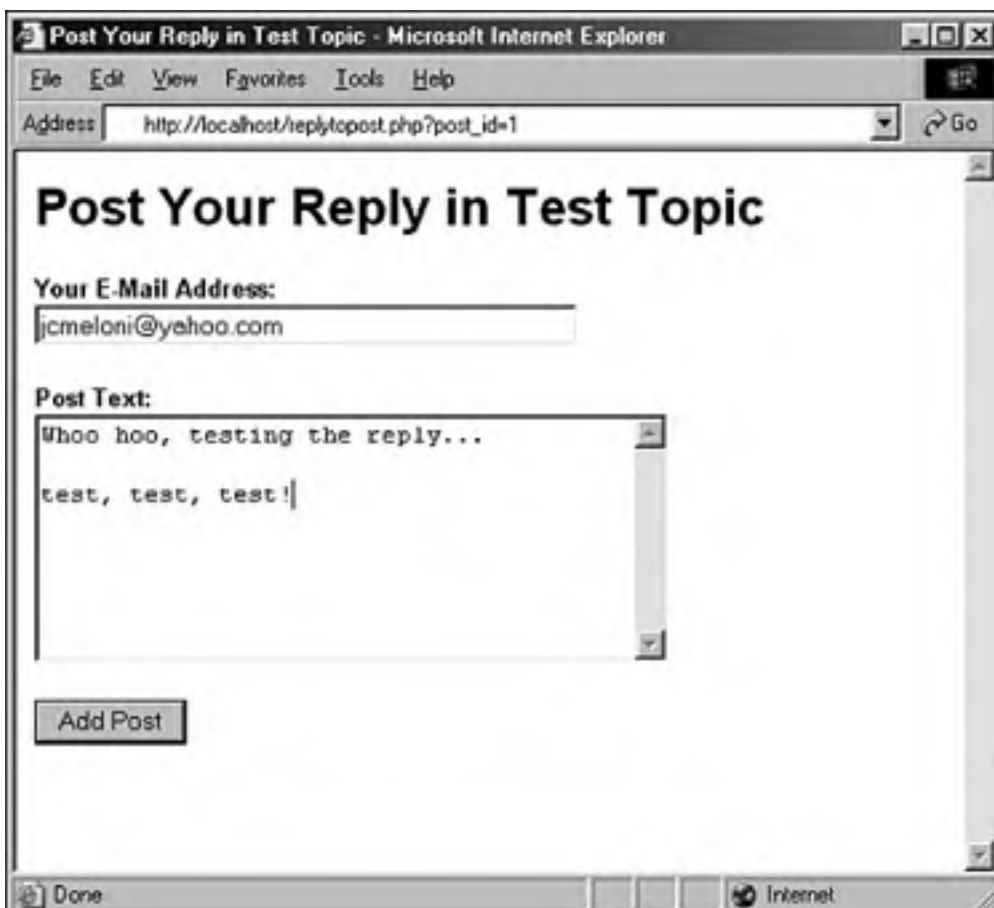 Post Your Reply in Test Topic - Microsoft Internet Explorer
File Edit View Favorites Tools Help
Address http://localhost/replytopost.php?post_id=1 Go
Post Your Reply in Test Topic
Your E-Mail Address:
jcmeloni@yahoo.com
Post Text:
Whoo hoo, testing the reply...
test, test, test!
Add Post
Done Internet